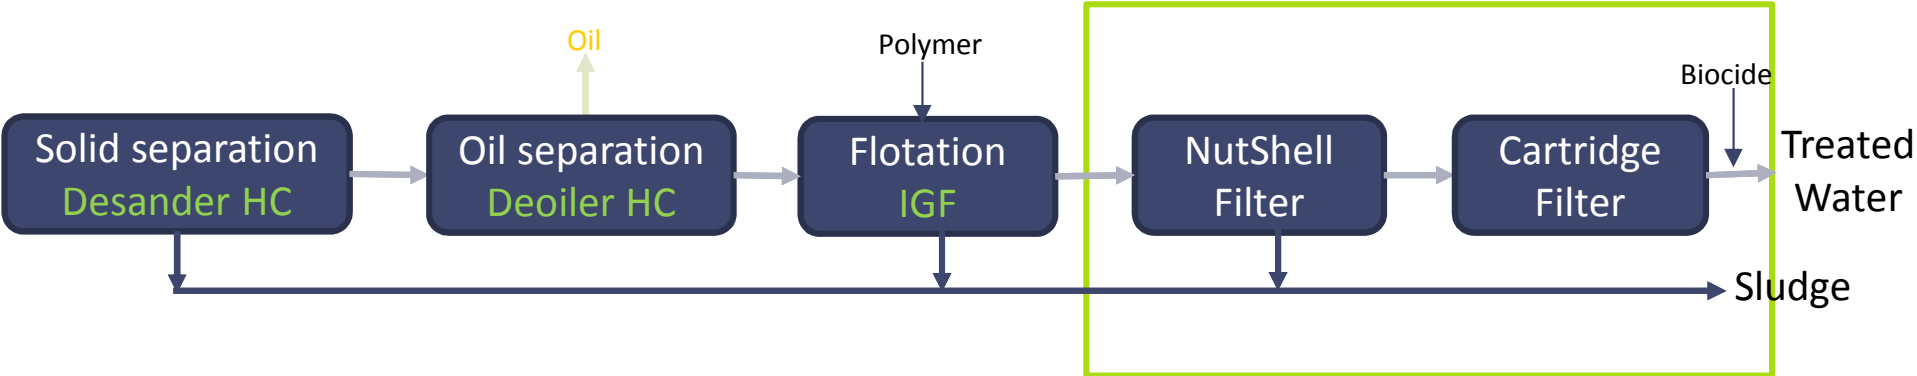 Oil
Polymer
Biocide
Solid separation
Desander HC
Oil separation
Deoiler HC
Flotation
IGF
NutShell
Filter
Cartridge
Filter
Treated
Water
Sludge